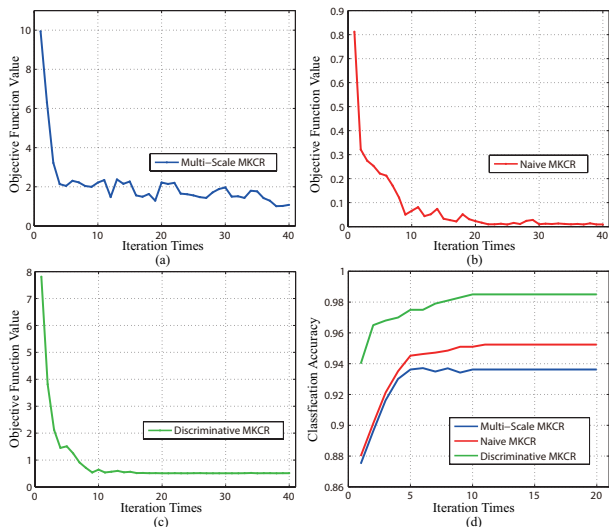 10
8
6
4
2
0
Objective Function Value
Multi-Scale MKCR
0 10 20 30 40
Iteration Times
(a)
0.9
0.8
0.7
0.6
0.5
0.4
0.3
0.2
0.1
0
Objective Function Value
Naive MKCR
0 10 20 30 40
Iteration Times
(b)
8
7
6
5
4
3
2
1
0
Objective Function Value
Discriminative MKCR
0 10 20 30 40
Iteration Times
(c)
1
0.98
0.96
0.94
0.92
0.90
0.88
0.86
Classfication Accuracy
Multi-Scale MKCR
Naive MKCR
Discriminative MKCR
0 5 10 15 20
Iteration Times
(d)